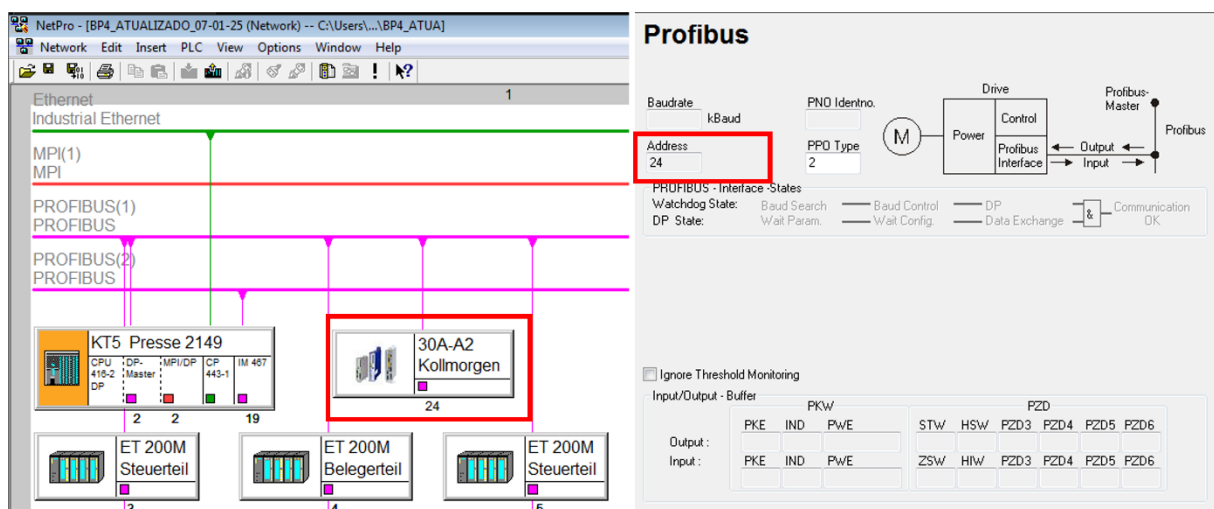 NetPro - [BP4_ATUALIZADO_07-01-25 (Network) -- C:\Users\...\BP4_ATUA]
Network Edit Insert PLC View Options Window Help
1
Ethernet
Industrial Ethernet
MPI(1)
MPI
PROFIBUS(1)
PROFIBUS
PROFIBUS(2)
PROFIBUS
KT5 Presse 2149
CPU 416-2 DP
DP-Master
MPI/DP
CP 443-1
IM 467
2 2 19
30A-A2
Kollmorgen
24
ET 200M
Steuerteil
3
ET 200M
Belegerteil
4
ET 200M
Steuerteil
5
Profibus
Baudrate
kBaud
PNO Identno.
Address
24
PPO Type
2
Drive
M
Power
Control
Profibus
Interface
Profibus-
Master
Profibus
Output
Input
PROFIBUS - Interface -States
Watchdog State: Baud Search Baud Control DP
DP State: Wait Param. Wait Config. Data Exchange
&
Communication
OK
Ignore Threshold Monitoring
Input/Output - Buffer
PKW PZD
PKE IND PWE STW HSW PZD3 PZD4 PZD5 PZD6
Output :
Input : PKE IND PWE ZSW HIW PZD3 PZD4 PZD5 PZD6